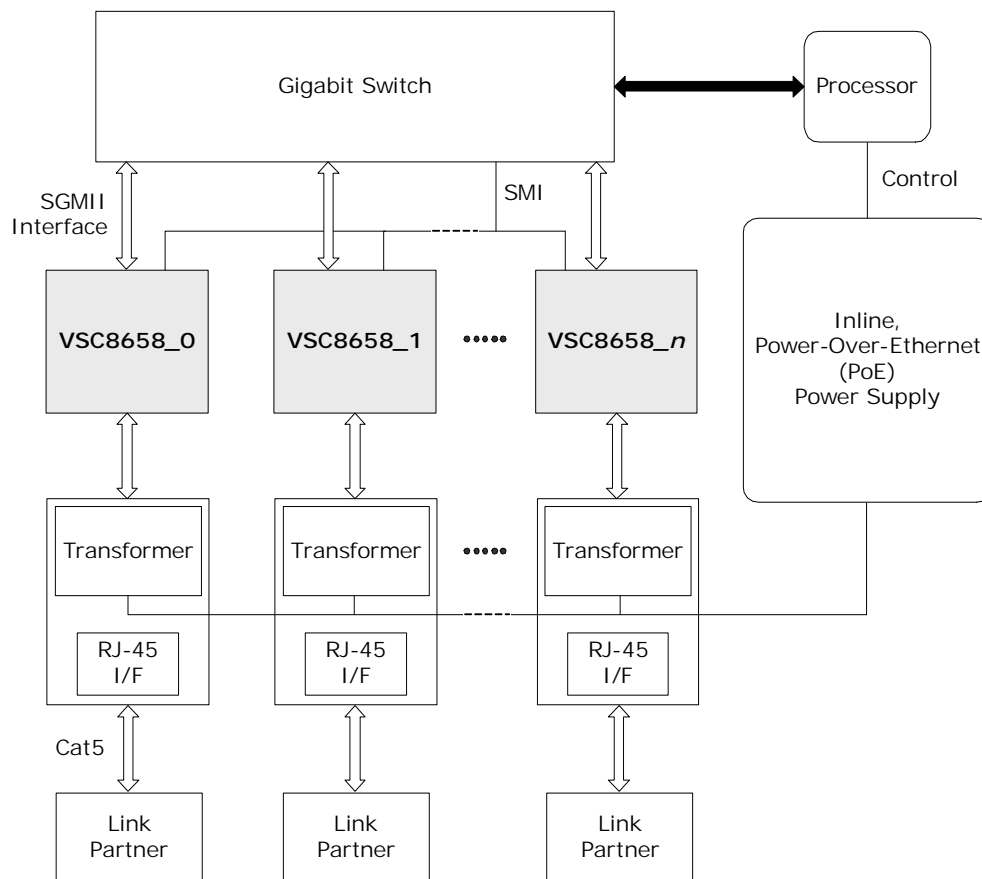 Gigabit Switch
Processor
SGMII
Interface
SMI
Control
VSC8658_0
VSC8658_1
VSC8658_n
Inline,
Power-Over-Ethernet
(PoE)
Power Supply
Transformer
Transformer
Transformer
RJ-45
I/F
RJ-45
I/F
RJ-45
I/F
Cat5
Link
Partner
Link
Partner
Link
Partner